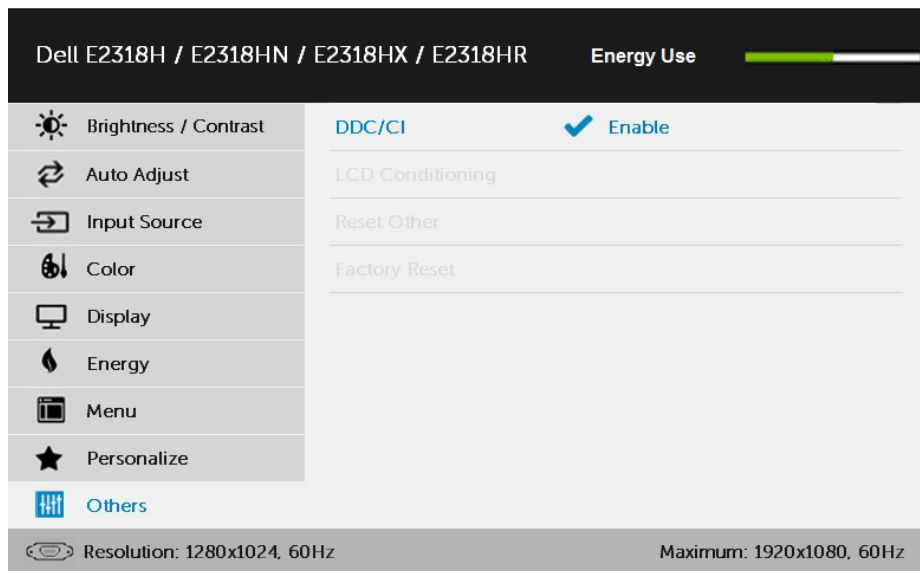 Dell E2318H / E2318HN / E2318HX / E2318HR Energy Use
Brightness / Contrast DDC/CI Enable
Auto Adjust LCD Conditioning
Input Source Reset Other
Color Factory Reset
Display
Energy
Menu
Personalize
Others
Resolution: 1280x1024, 60Hz Maximum: 1920x1080, 60Hz